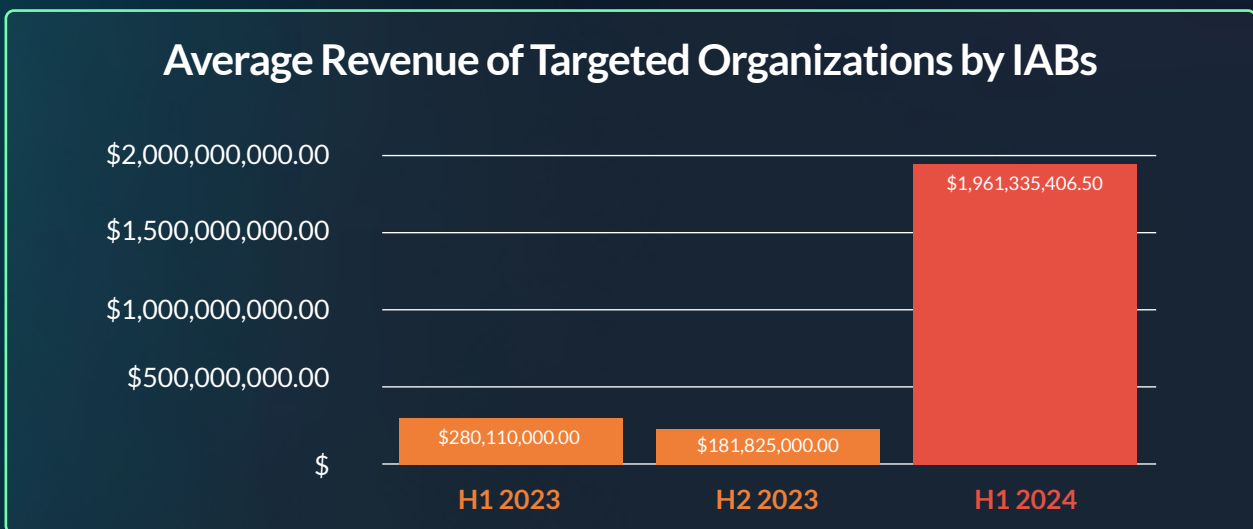 Average Revenue of Targeted Organizations by IABs
$2,000,000,000.00
$1,961,335,406.50
$1,500,000,000.00
$1,000,000,000.00
$500,000,000.00
$280,110,000.00
$181,825,000.00
$
H1 2023
H2 2023
H1 2024